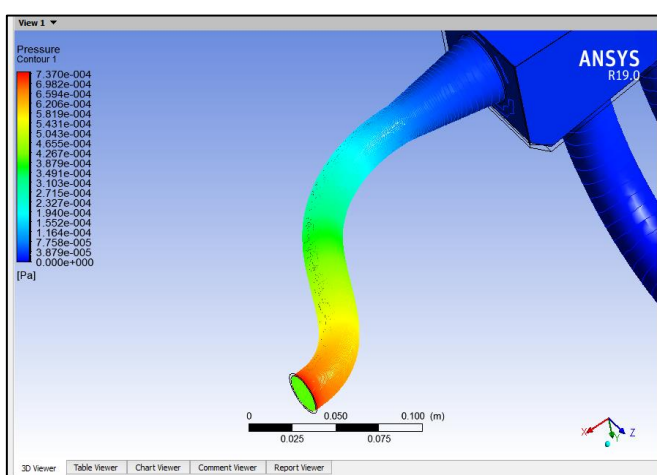 View 1
Pressure
Contour 1
7.370e-004
6.982e-004
6.594e-004
6.206e-004
5.819e-004
5.431e-004
5.043e-004
4.655e-004
4.267e-004
3.879e-004
3.491e-004
3.103e-004
2.715e-004
2.327e-004
1.940e-004
1.552e-004
1.164e-004
7.758e-005
3.879e-005
0.000e+000
[Pa]
ANSYS
R19.0
0 0.050 0.100 (m)
0.025 0.075
X Y Z
3D Viewer Table Viewer Chart Viewer Comment Viewer Report Viewer